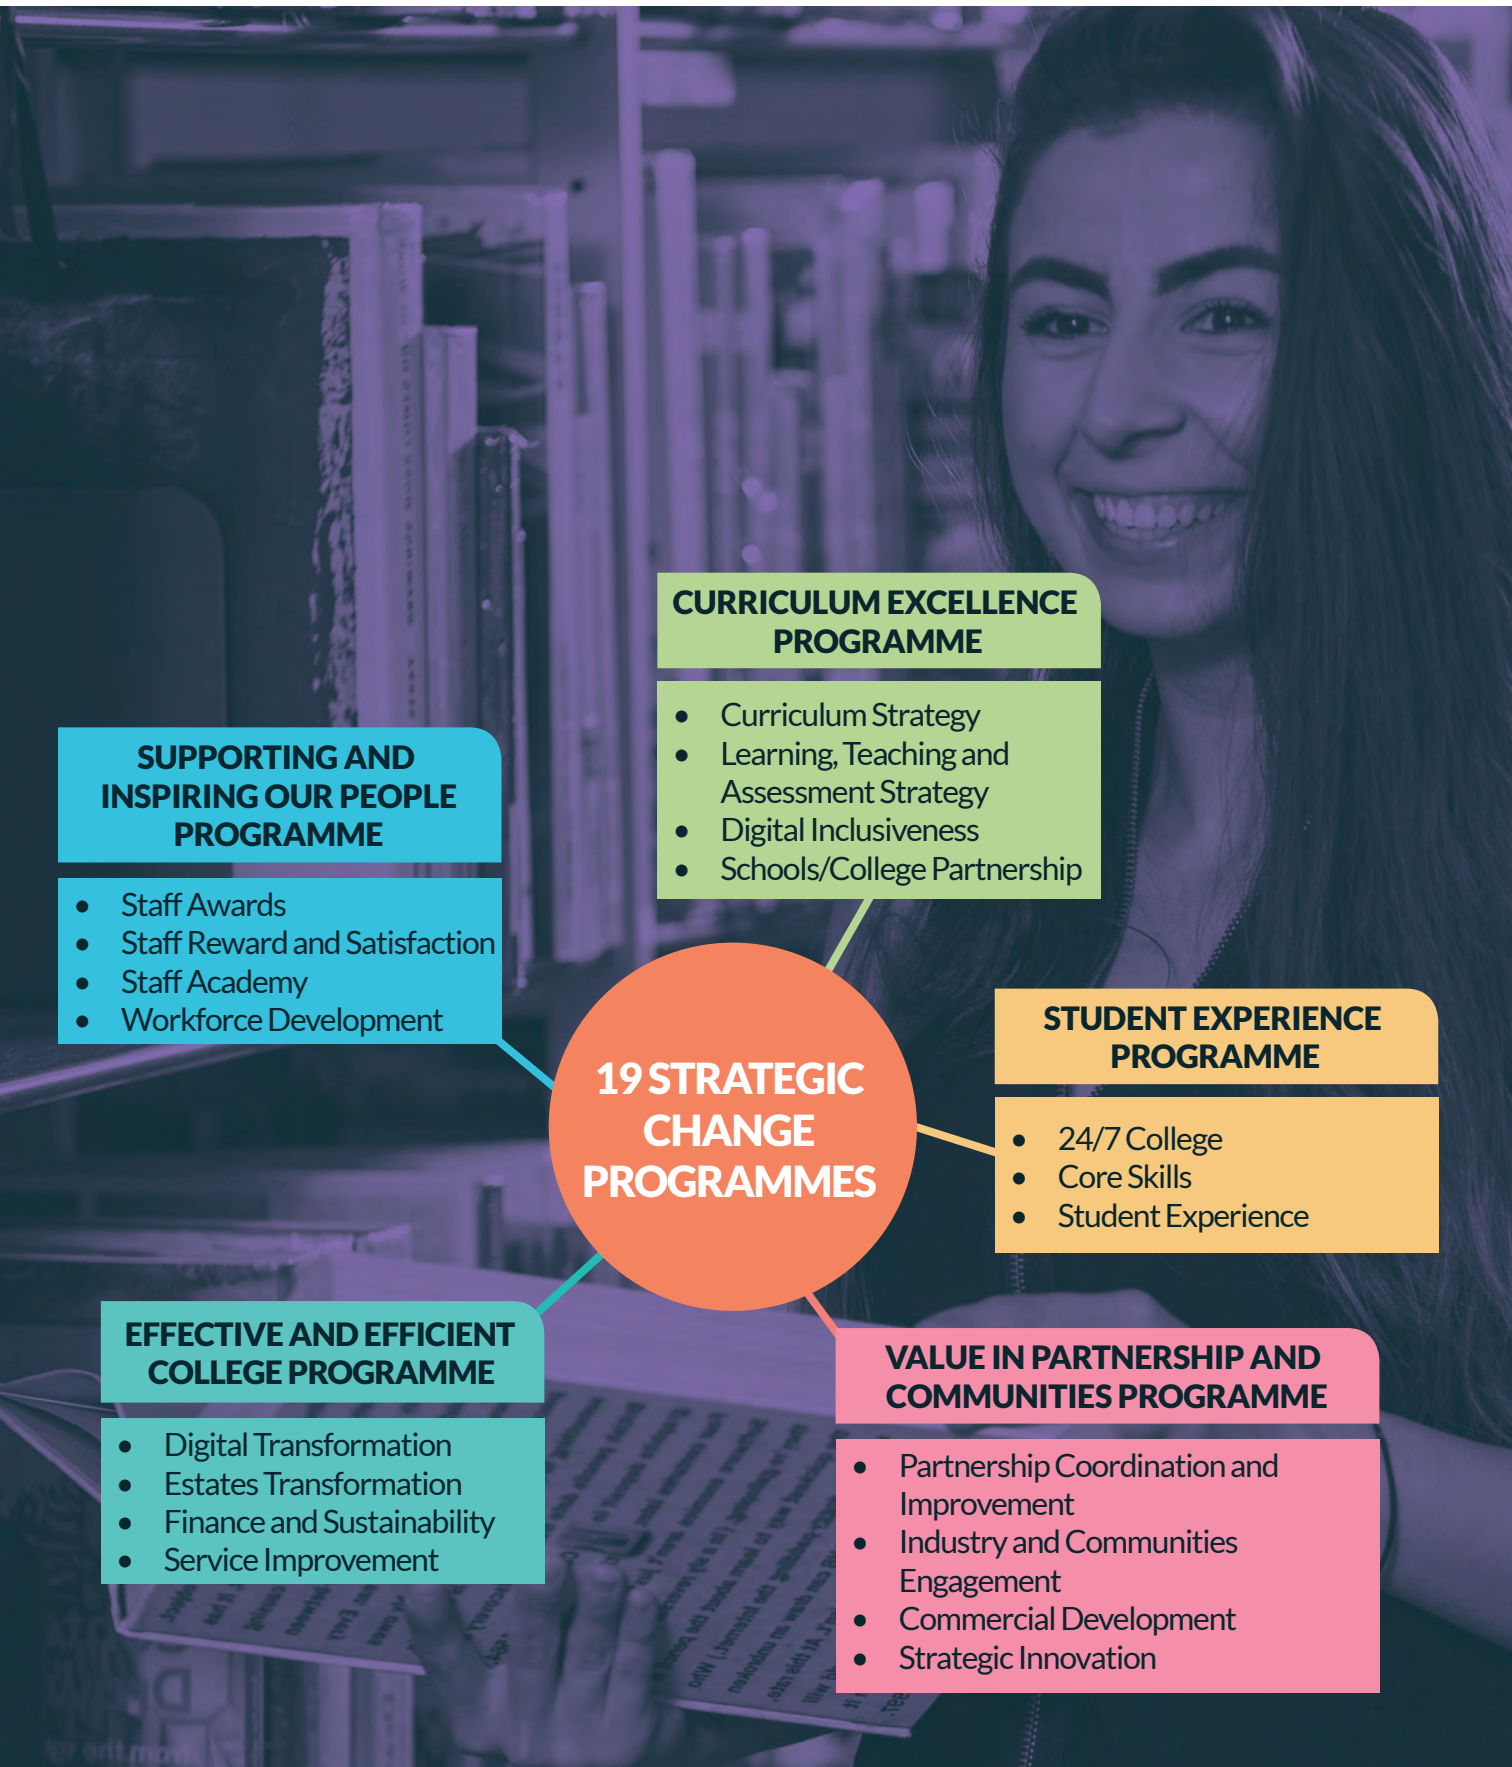 CURRICULUM EXCELLENCE
PROGRAMME
• Curriculum Strategy
• Learning, Teaching and
Assessment Strategy
• Digital Inclusiveness
• Schools/College Partnership
SUPPORTING AND
INSPIRING OUR PEOPLE
PROGRAMME
• Staff Awards
• Staff Reward and Satisfaction
• Staff Academy
• Workforce Development
19 STRATEGIC
CHANGE
PROGRAMMES
STUDENT EXPERIENCE
PROGRAMME
• 24/7 College
• Core Skills
• Student Experience
EFFECTIVE AND EFFICIENT
COLLEGE PROGRAMME
• Digital Transformation
• Estates Transformation
• Finance and Sustainability
• Service Improvement
VALUE IN PARTNERSHIP AND
COMMUNITIES PROGRAMME
• Partnership Coordination and
Improvement
• Industry and Communities
Engagement
• Commercial Development
• Strategic Innovation